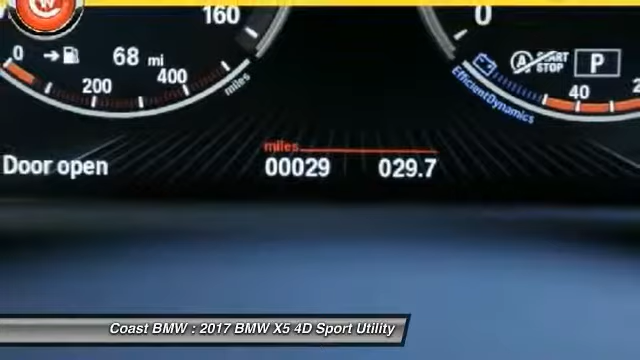 160
0
0
68 mi
START
STOP
P
200
400
miles
EfficientDynamics
40
miles
Door open
00029
029.7
Coast BMW : 2017 BMW X5 4D Sport Utility